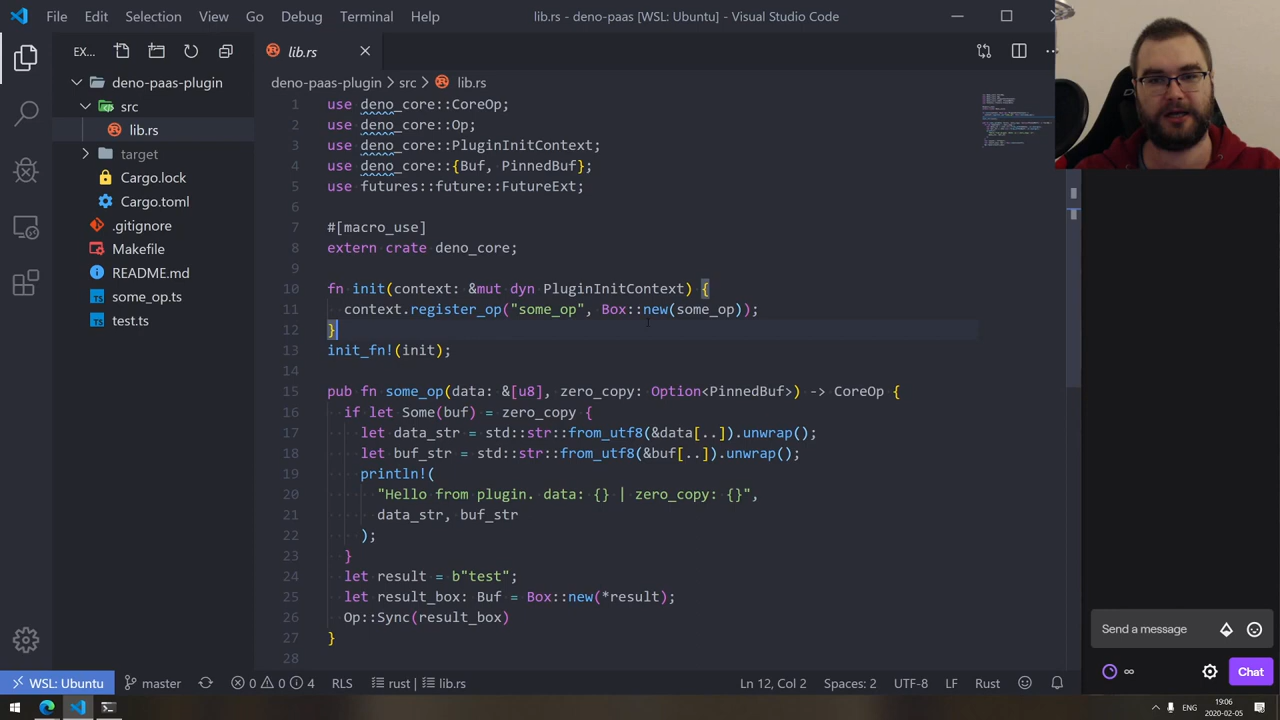 File Edit Selection View Go Debug Terminal Help
lib.rs - deno-paas [WSL: Ubuntu] - Visual Studio Code
EX...
deno-paas-plugin
src
lib.rs
target
Cargo.lock
Cargo.toml
.gitignore
Makefile
README.md
some_op.ts
test.ts
lib.rs
deno-paas-plugin > src > lib.rs
1 use deno_core::CoreOp;
2 use deno_core::Op;
3 use deno_core::PluginInitContext;
4 use deno_core::{Buf, PinnedBuf};
5 use futures::future::FutureExt;
6
7 #[macro_use]
8 extern crate deno_core;
9
10 fn init(context: &mut dyn PluginInitContext) {
11 context.register_op("some_op", Box::new(some_op));
12 }
13 init_fn!(init);
14
15 pub fn some_op(data: &[u8], zero_copy: Option<PinnedBuf>) -> CoreOp {
16 if let Some(buf) = zero_copy {
17 let data_str = std::str::from_utf8(&data[..]).unwrap();
18 let buf_str = std::str::from_utf8(&buf[..]).unwrap();
19 println!(
20 "Hello from plugin. data: {} | zero_copy: {}",
21 data_str, buf_str
22 );
23 }
24 let result = b"test";
25 let result_box: Buf = Box::new(*result);
26 Op::Sync(result_box)
27 }
28
Send a message
∞
Chat
WSL: Ubuntu master 0 0 4 RLS rust | lib.rs Ln 12, Col 2 Spaces: 2 UTF-8 LF Rust
ENG
19:06
2020-02-05